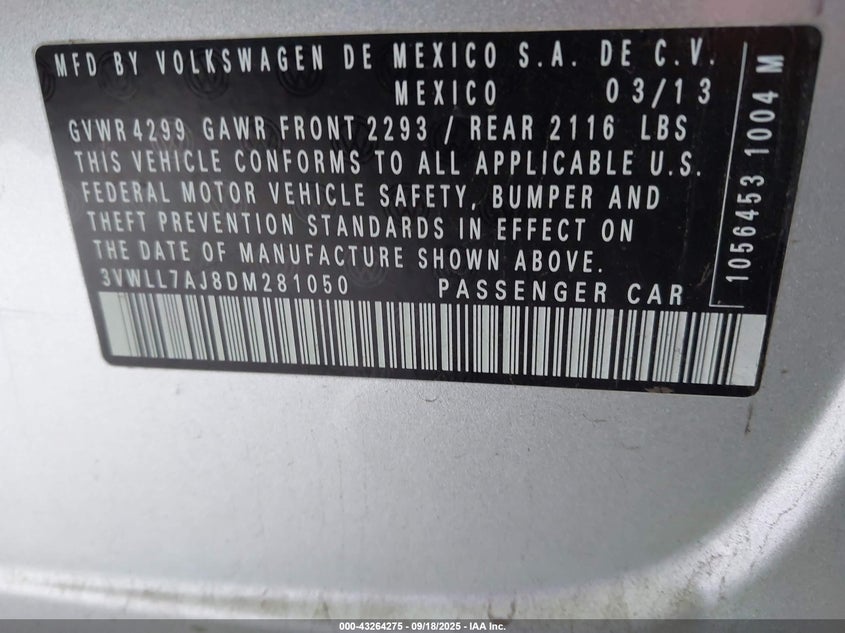 MFD BY VOLKSWAGEN DE MEXICO S.A. DE C.V.
MEXICO 03/13
GVWR 4299 GAWR FRONT 2293 / REAR 2116 LBS
THIS VEHICLE CONFORMS TO ALL APPLICABLE U.S.
FEDERAL MOTOR VEHICLE SAFETY, BUMPER AND
THEFT PREVENTION STANDARDS IN EFFECT ON
THE DATE OF MANUFACTURE SHOWN ABOVE.
3VWLL7AJ8DM281050 PASSENGER CAR
1056453 1004 M
000-43264275 - 09/18/2025 - IAA Inc.